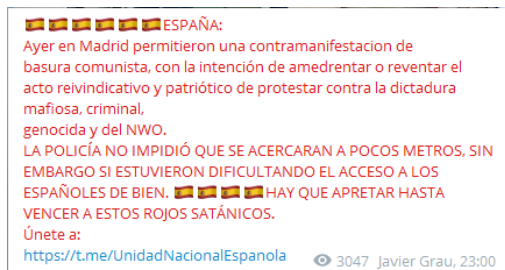 🇪🇸🇪🇸🇪🇸🇪🇸🇪🇸🇪🇸ESPAÑA:
Ayer en Madrid permitieron una contramanifestacion de
basura comunista, con la intención de amedrentar o reventar el
acto reivindicativo y patriótico de protestar contra la dictadura
mafiosa, criminal,
genocida y del NWO.
LA POLICÍA NO IMPIDIÓ QUE SE ACERCARAN A POCOS METROS, SIN
EMBARGO SI ESTUVIERON DIFICULTANDO EL ACCESO A LOS
ESPAÑOLES DE BIEN. 🇪🇸🇪🇸🇪🇸🇪🇸HAY QUE APRETAR HASTA
VENCER A ESTOS ROJOS SATÁNICOS.
Únete a:
https://t.me/UnidadNacionalEspanola 3047 Javier Grau, 23:00